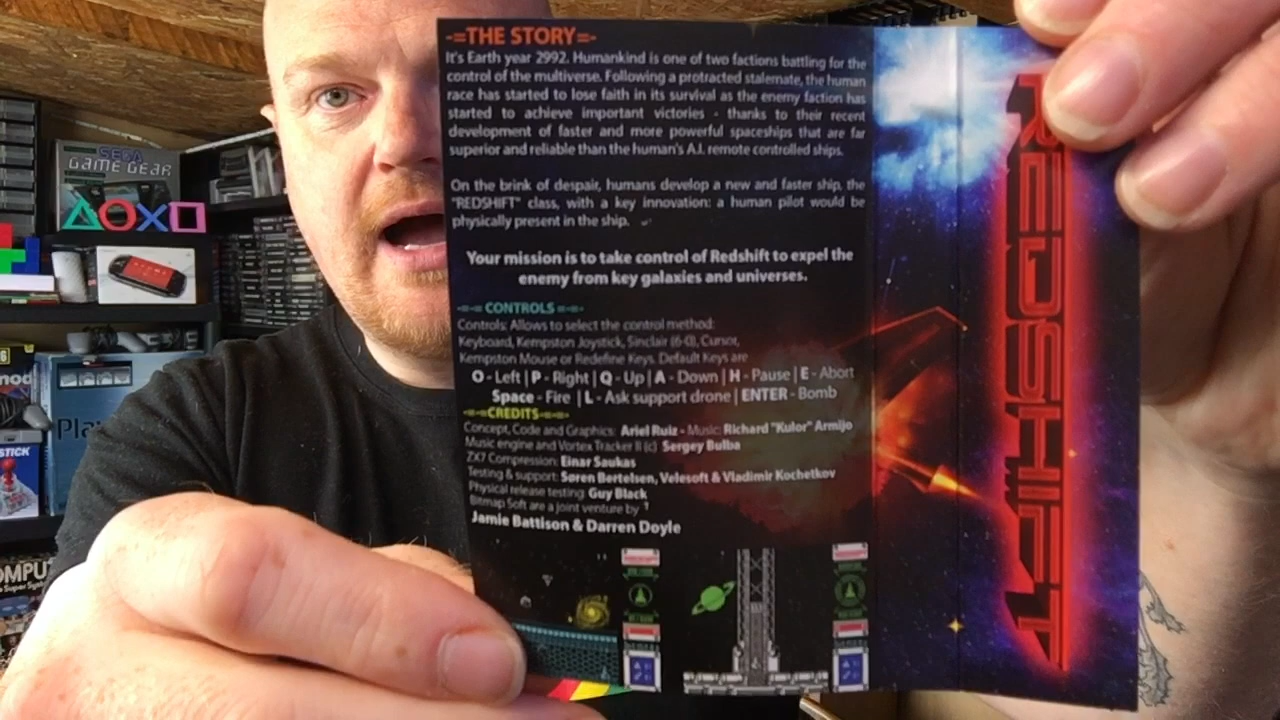 -=THE STORY=-
It's Earth year 2992. Humankind is one of two factions battling for the
control of the multiverse. Following a protracted stalemate, the human
race has started to lose faith in its survival as the enemy faction has
started to achieve important victories - thanks to their recent
development of faster and more powerful spaceships that are far
superior and reliable than the human's A.I. remote controlled ships.
On the brink of despair, humans develop a new and faster ship, the
"REDSHIFT" class, with a key innovation: a human pilot would be
physically present in the ship.
Your mission is to take control of Redshift to expel the
enemy from key galaxies and universes.
-=-= CONTROLS =-=-
Controls: Allows to select the control method:
Keyboard, Kempston Joystick, Sinclair (6-0), Cursor,
Kempston Mouse or Redefine Keys. Default Keys are
O - Left | P - Right | Q - Up | A - Down | H - Pause | E - Abort
Space - Fire | L - Ask support drone | ENTER - Bomb
-=-=CREDITS=-=-
Concept, Code and Graphics: Ariel Ruiz - Music: Richard "Kulor" Armijo
Music engine and Vortex Tracker II (c) Sergey Bulba
ZX7 Compression: Einar Saukas
Testing & support: Søren Bertelsen, Velesoft & Vladimir Kochetkov
Physical release testing: Guy Black
Bitmap Soft are a joint venture by
Jamie Battison & Darren Doyle
REDSHIFT
SEGA
GAME GEAR
STICK